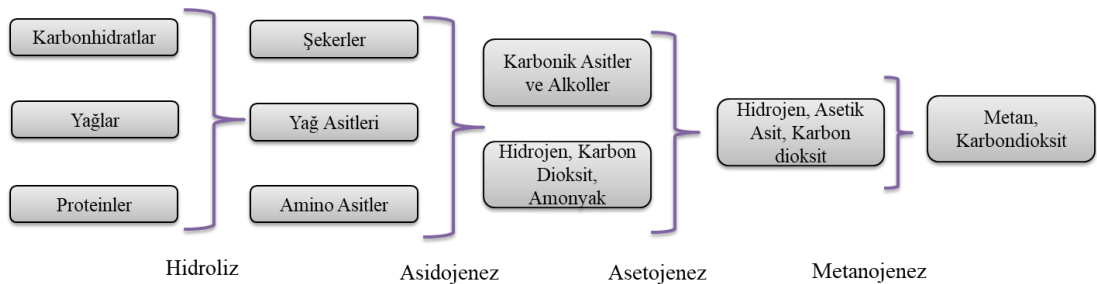 Karbonhidratlar
Yağlar
Proteinler
Şekerler
Yağ Asitleri
Amino Asitler
Karbonik Asitler
ve Alkoller
Hidrojen, Karbon
Dioksit,
Amonyak
Hidrojen, Asetik
Asit, Karbon
dioksit
Metan,
Karbondioksit
Hidroliz
Asidojenez
Asetojenez
Metanojenez